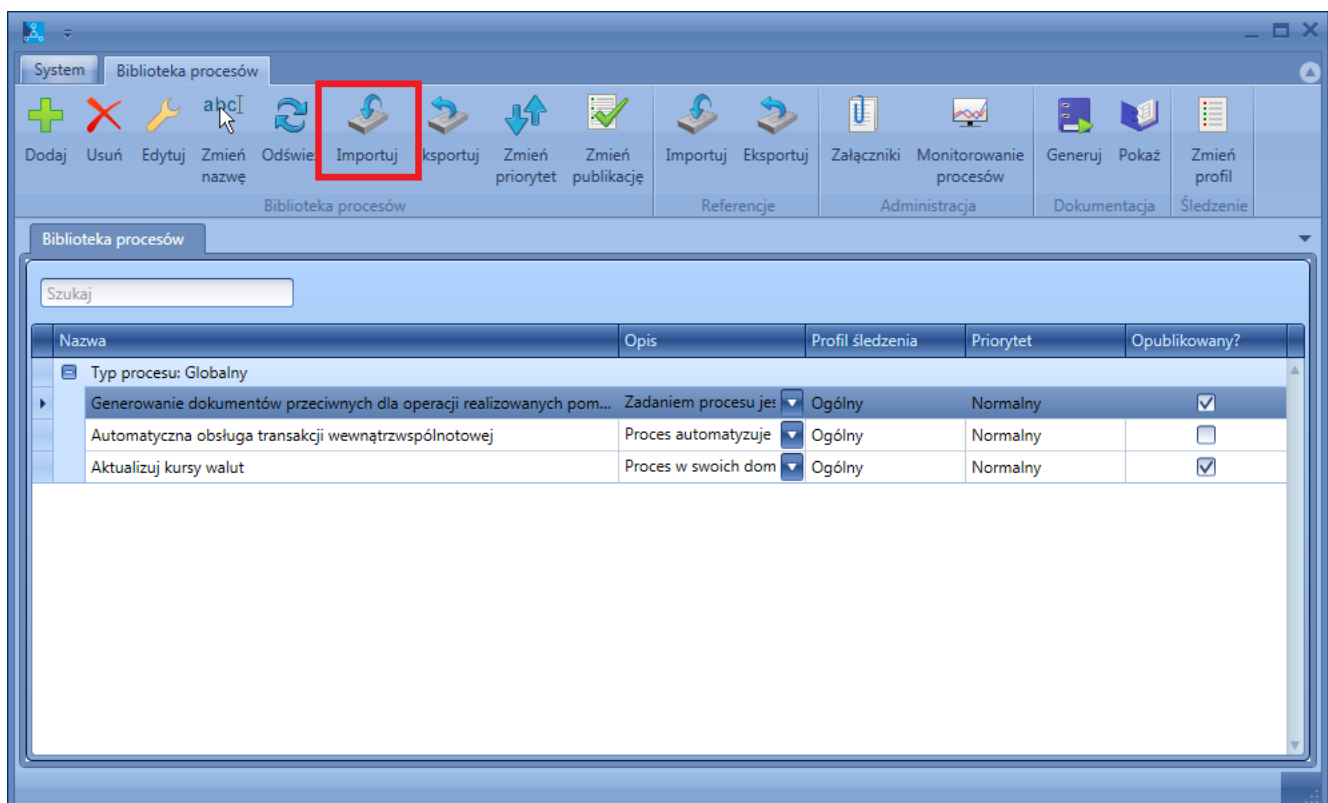 System Biblioteka procesów
abc
Dodaj Usuń Edytuj Zmień nazwę Odśwież Importuj ksportuj Zmień priorytet Zmień publikację Importuj Eksportuj Załączniki Monitorowanie procesów Generuj Pokaż Zmień profil
Biblioteka procesów Referencje Administracja Dokumentacja Śledzenie
Biblioteka procesów
Szukaj
Nazwa Opis Profil śledzenia Priorytet Opublikowany?
Typ procesu: Globalny
Generowanie dokumentów przeciwnych dla operacji realizowanych pom... Zadaniem procesu jes Ogólny Normalny
Automatyczna obsługa transakcji wewnątrzwspólnotowej Proces automatyzuje Ogólny Normalny
Aktualizuj kursy walut Proces w swoich dom Ogólny Normalny